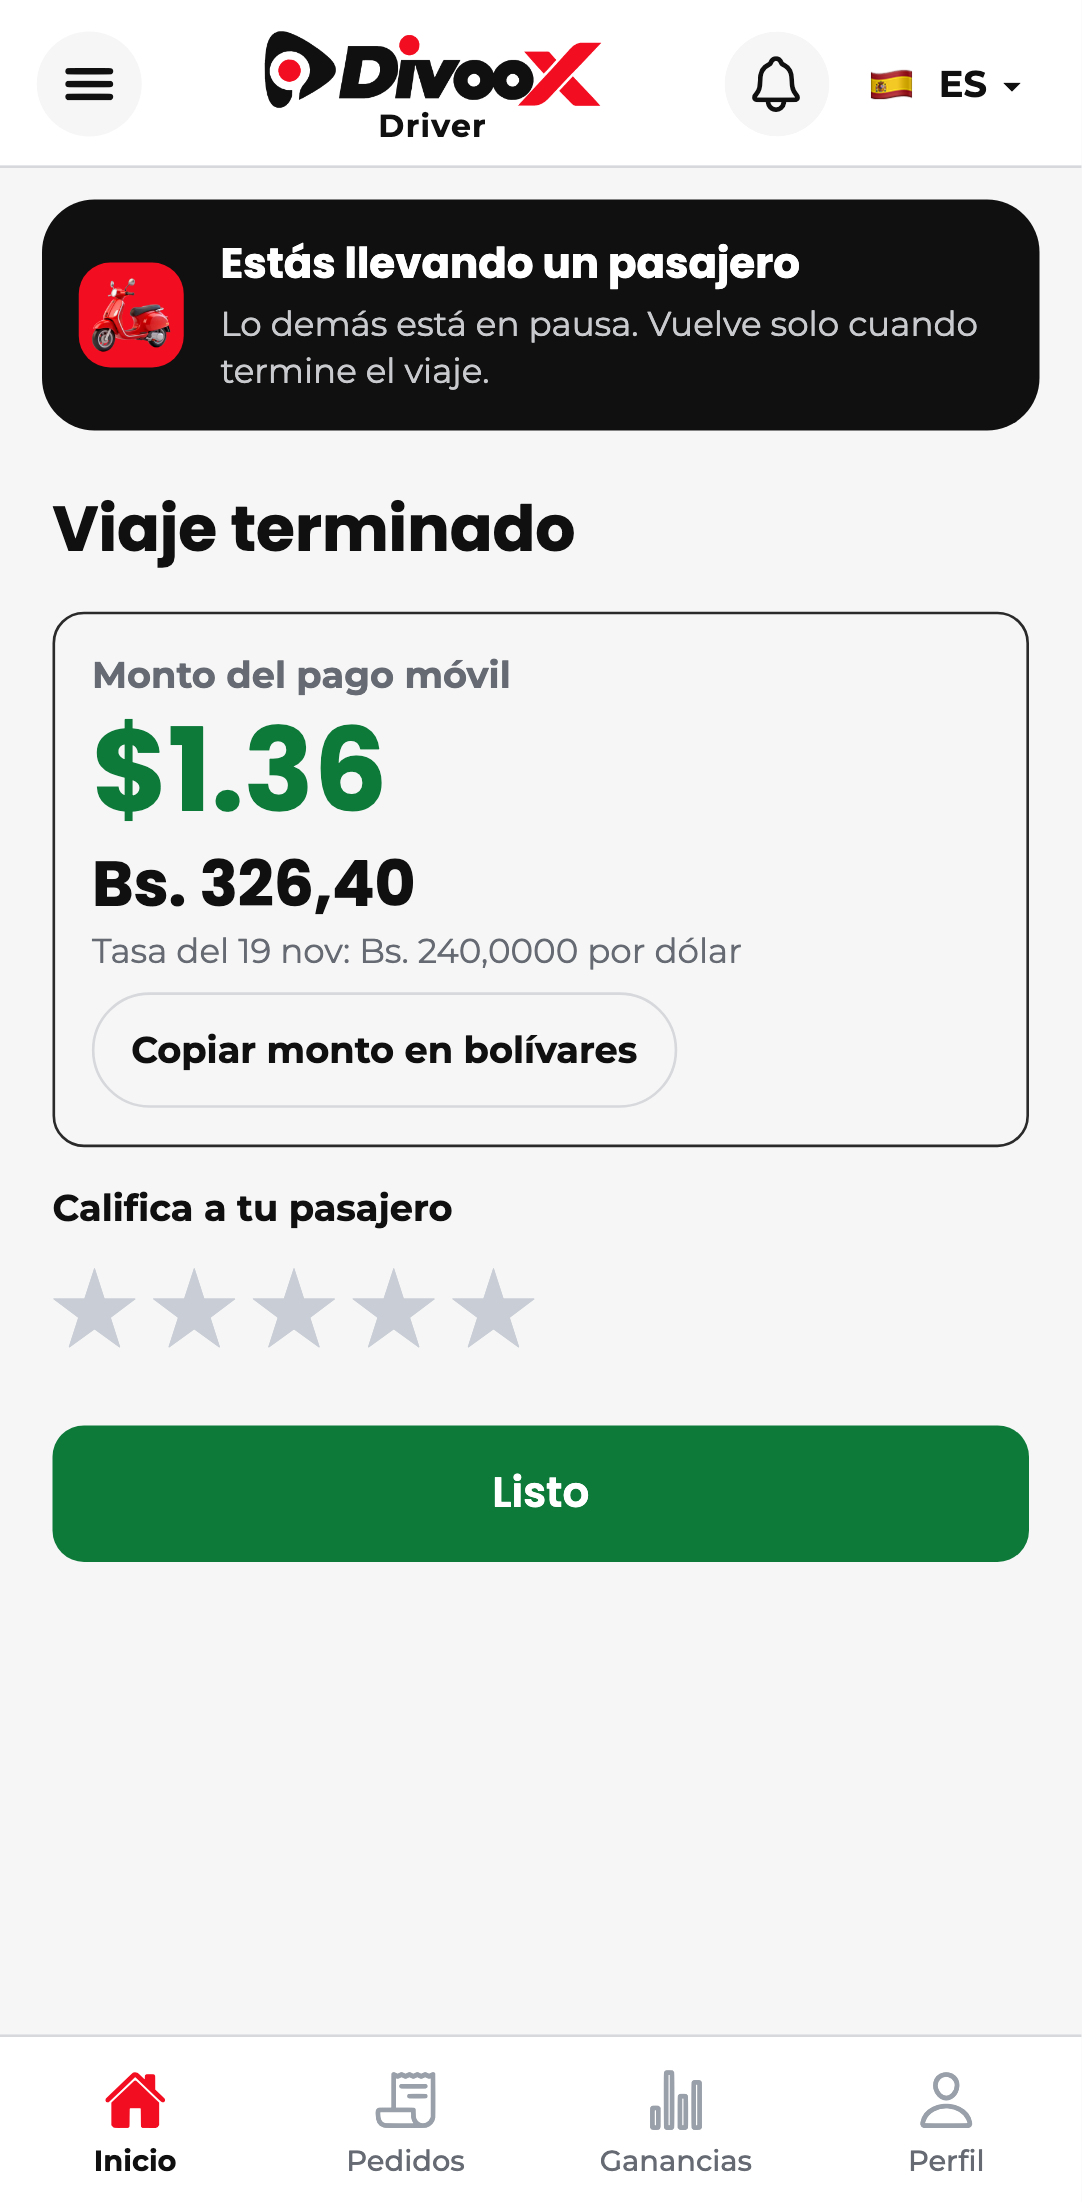 DivooX
Driver
ES
Estás llevando un pasajero
Lo demás está en pausa. Vuelve solo cuando
termine el viaje.
Viaje terminado
Monto del pago móvil
$1.36
Bs. 326,40
Tasa del 19 nov: Bs. 240,0000 por dólar
Copiar monto en bolívares
Califica a tu pasajero
Listo
Inicio
Pedidos
Ganancias
Perfil